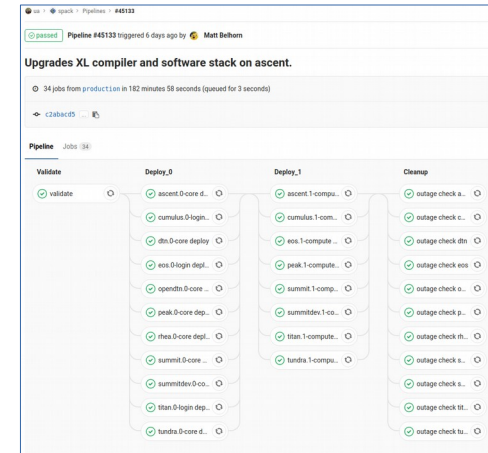 ua › spack › Pipelines › #45133
passed Pipeline #45133 triggered 6 days ago by Matt Belhorn
Upgrades XL compiler and software stack on ascent.
34 jobs from production in 182 minutes 58 seconds (queued for 3 seconds)
c2abacd5 ...
Pipeline Jobs 34
Validate Deploy_0 Deploy_1 Cleanup
validate ascent.0-core d... ascent.1-compu... outage check a...
cumulus.0-login... cumulus.1-com... outage check c...
dtn.0-core deploy eos.1-compute ... outage check dtn
eos.0-login depl... peak.1-compute... outage check eos
opendtn.0-core ... summit.1-comp... outage check o...
peak.0-core dep... summitdev.1-co... outage check p...
rhea.0-core depl... titan.1-compute... outage check rh...
summit.0-core ... tundra.1-compu... outage check s...
summitdev.0-co... outage check s...
titan.0-login dep... outage check tit...
tundra.0-core d... outage check tu...